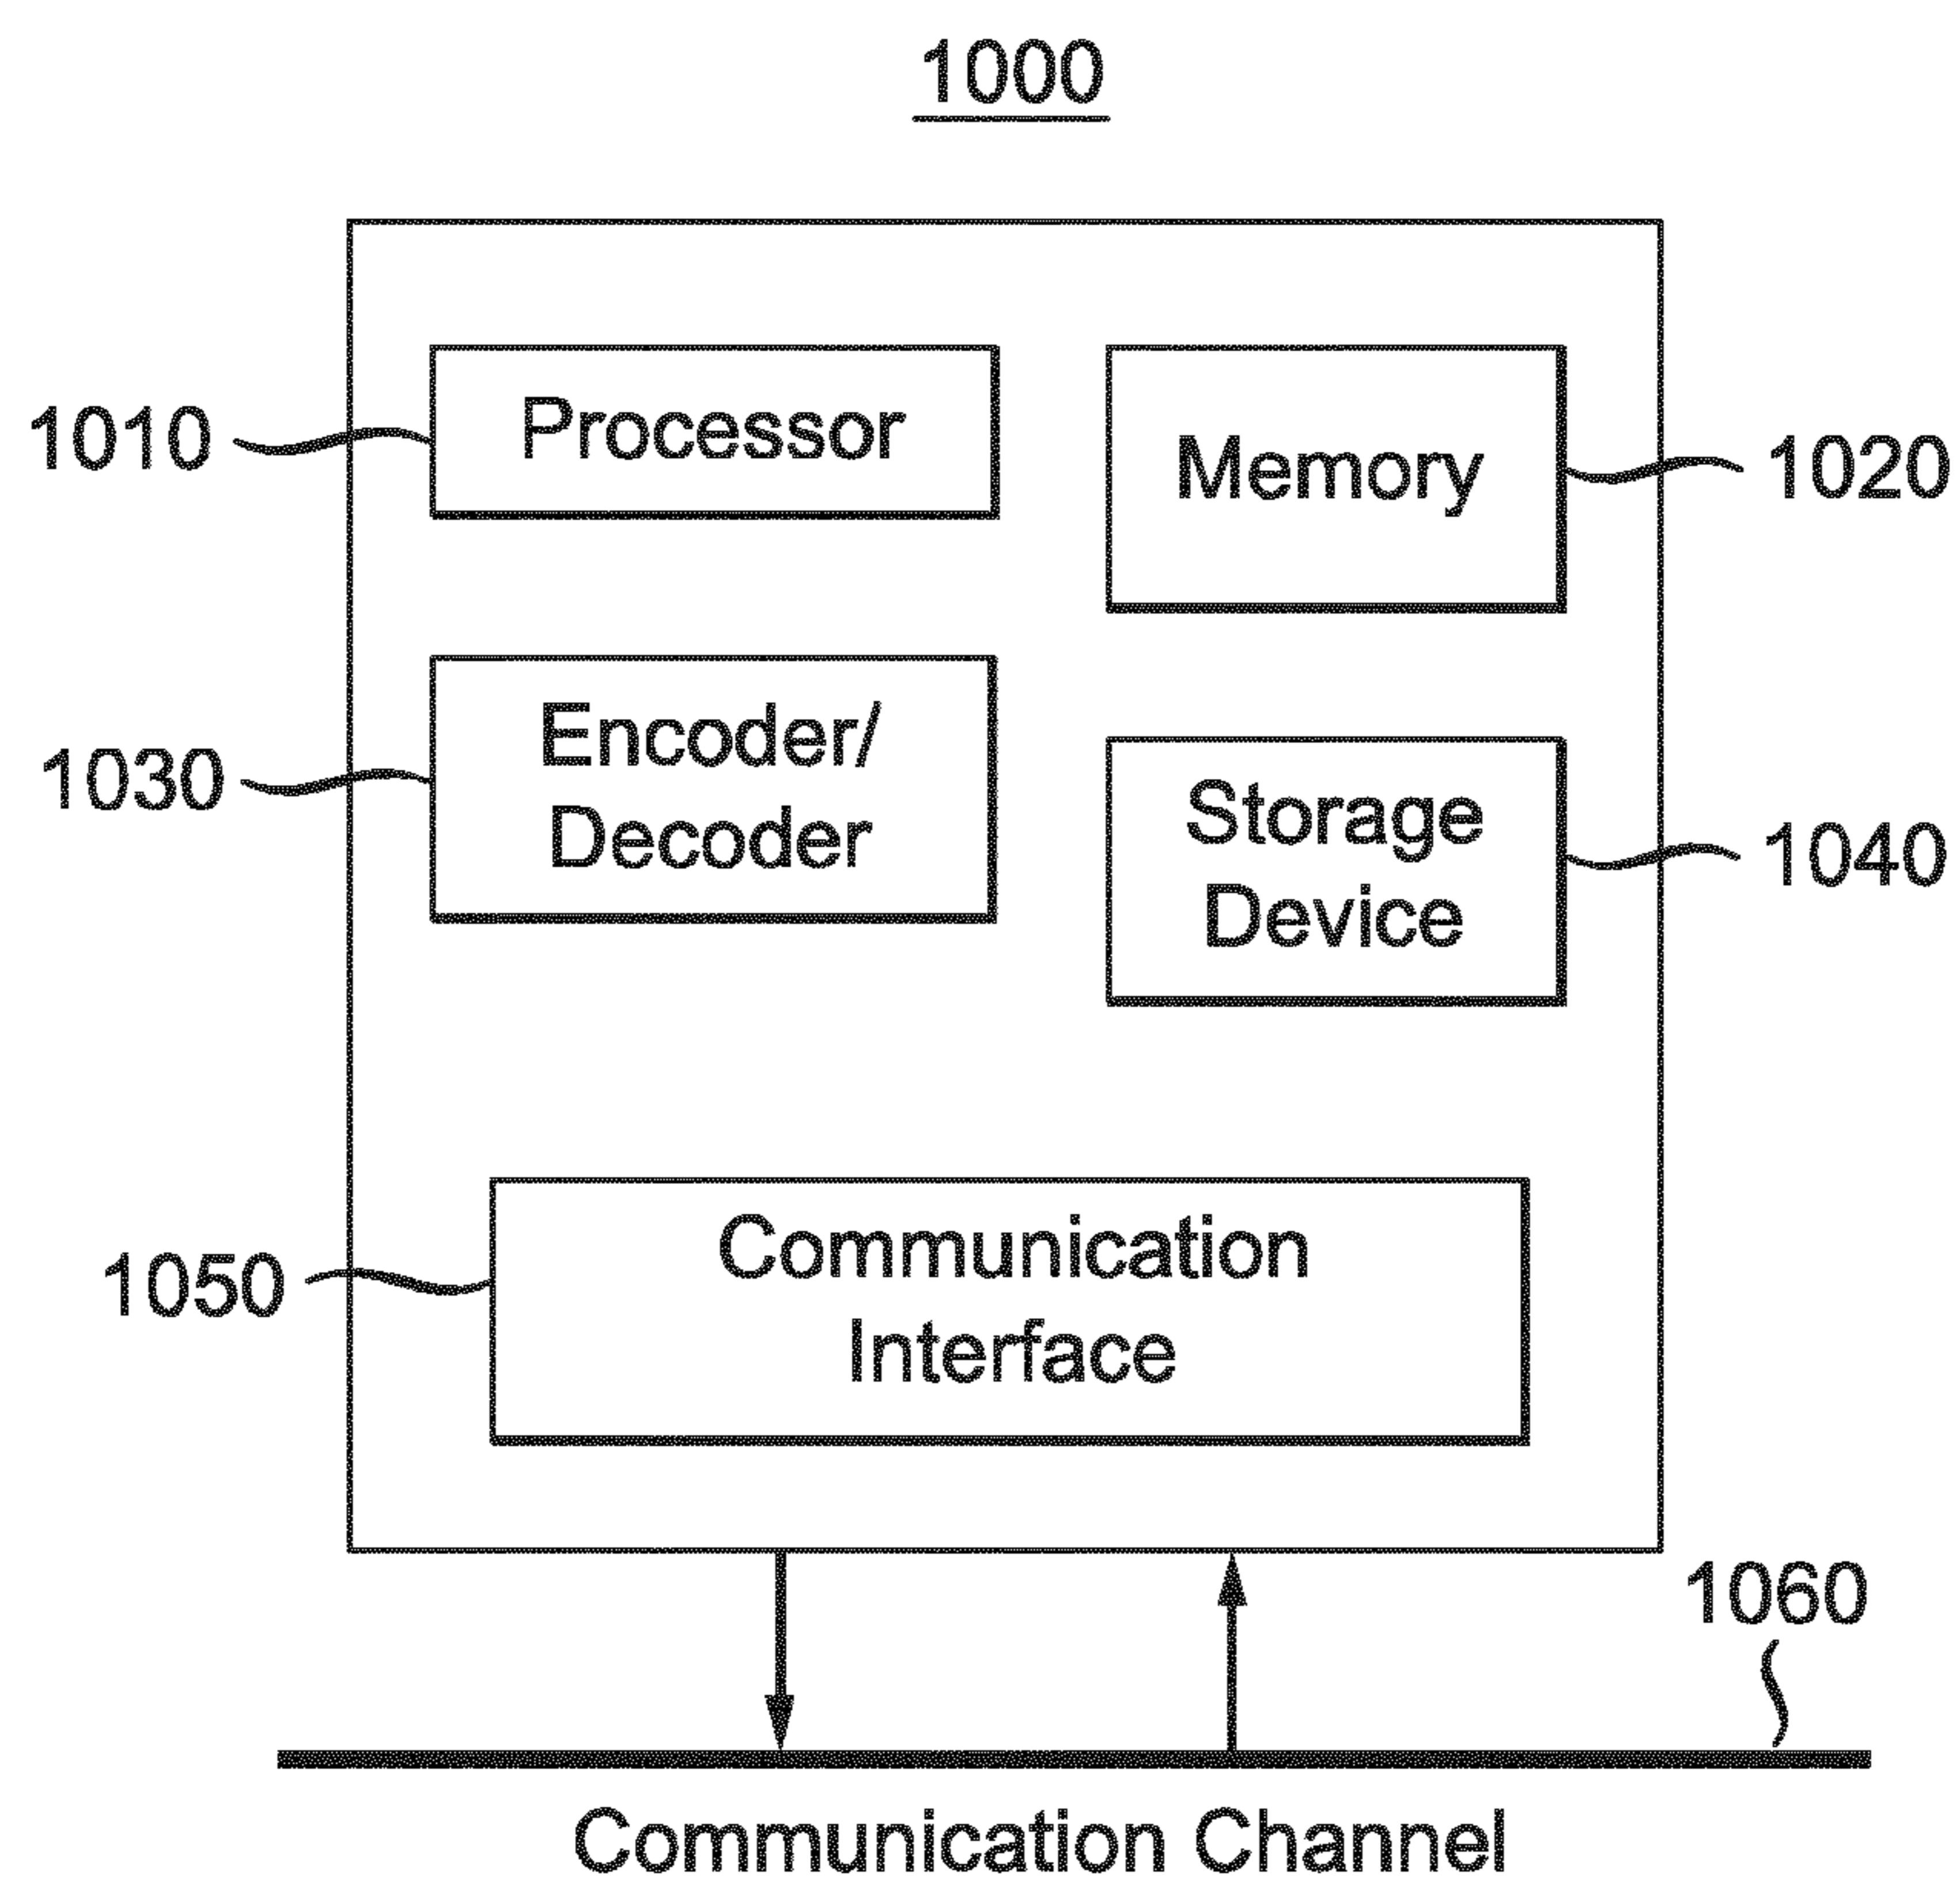 1000
1010
Processor
Memory
1020
1030
Encoder/
Decoder
Storage
Device
1040
1050
Communication
Interface
1060
Communication Channel